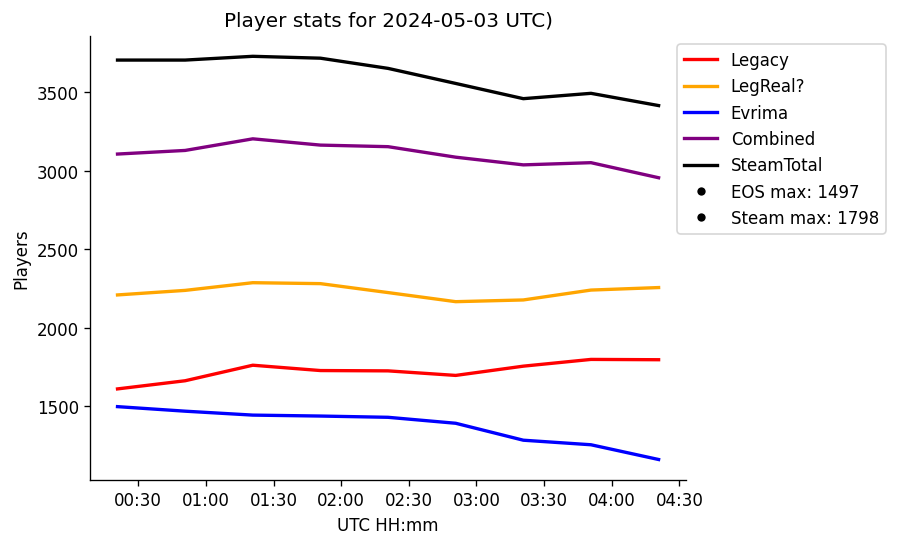 Player stats for 2024-05-03 UTC)
Players
3500
3000
2500
2000
1500
00:30 01:00 01:30 02:00 02:30 03:00 03:30 04:00 04:30
UTC HH:mm
Legacy
LegReal?
Evrima
Combined
SteamTotal
EOS max: 1497
Steam max: 1798